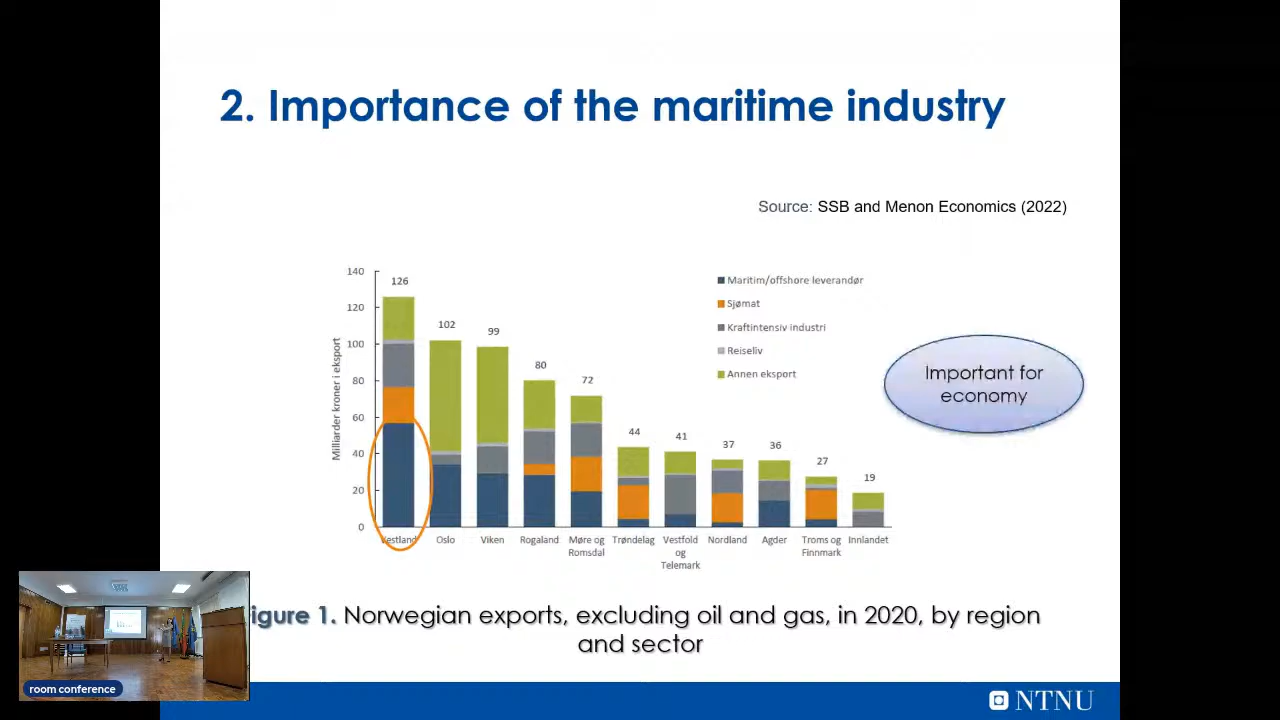 2. Importance of the maritime industry
Source: SSB and Menon Economics (2022)
Milliarder kroner i eksport
140
120
100
80
60
40
20
0
126
102
99
80
72
44
41
37
36
27
19
Maritim/offshore leverandør
Sjømat
Kraftintensiv industri
Reiseliv
Annen eksport
Important for
economy
Vestland
Oslo
Viken
Rogaland
Møre og
Romsdal
Trøndelag
Vestfold
og
Telemark
Nordland
Agder
Troms og
Finnmark
Innlandet
igure 1. Norwegian exports, excluding oil and gas, in 2020, by region
and sector
room conference
NTNU